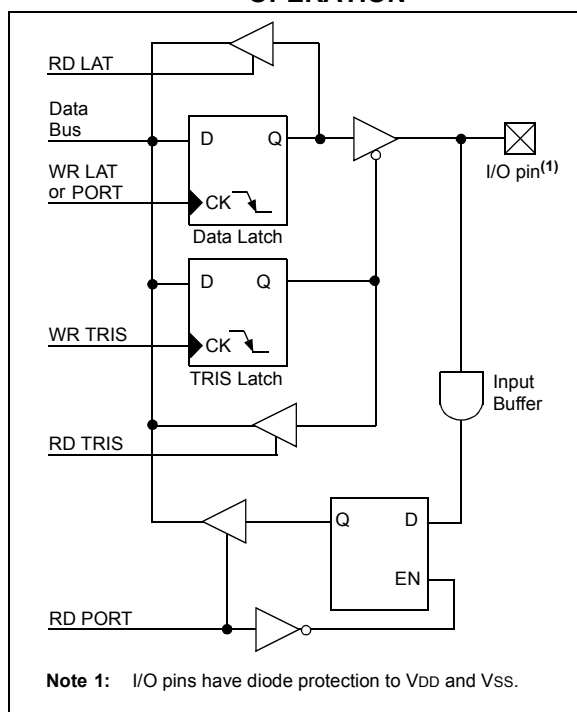 OPERATION
RD LAT
Data
Bus
D Q
WR LAT
or PORT
CK
Data Latch
I/O pin(1)
D Q
WR TRIS
CK
TRIS Latch
Input
Buffer
RD TRIS
Q D
EN
RD PORT
Note 1: I/O pins have diode protection to VDD and VSS.